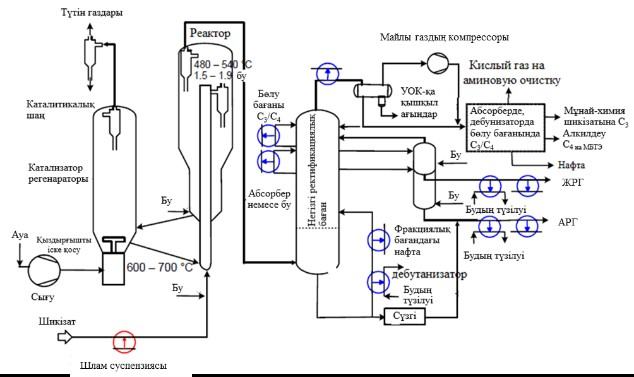 Түтін газдары
Каталитикалық
шаң
Катализатор
регенераторы
Ауа
Қыздырғышты
іске қосу
Сығу
600 – 700 °C
Шикізат
Шлам суспензиясы
Реактор
480 – 540 °C
1.5 – 1.9 бу
Бу
Бу
Бөлу
бағаны
C3/C4
Абсорбер
немесе бу
Негізгі ректификациялық
баған
Майлы газдың компрессоры
УОК-қа
қышқыл
ағындар
Кислый газ на
аминовую очистку
Абсорберде,
дебунизаторда
бөлу бағанында
C3/C4
Мұнай-химия
шикізатына C3
Алкилдеу
C4 на МБТЭ
Нафта
Бу
ЖРГ
Бу
Будың түзілуі
АРГ
Будың түзілуі
Фракциялық
бағандағы
нафта
дебутанизатор
Будың
түзілуі
Сүзгі